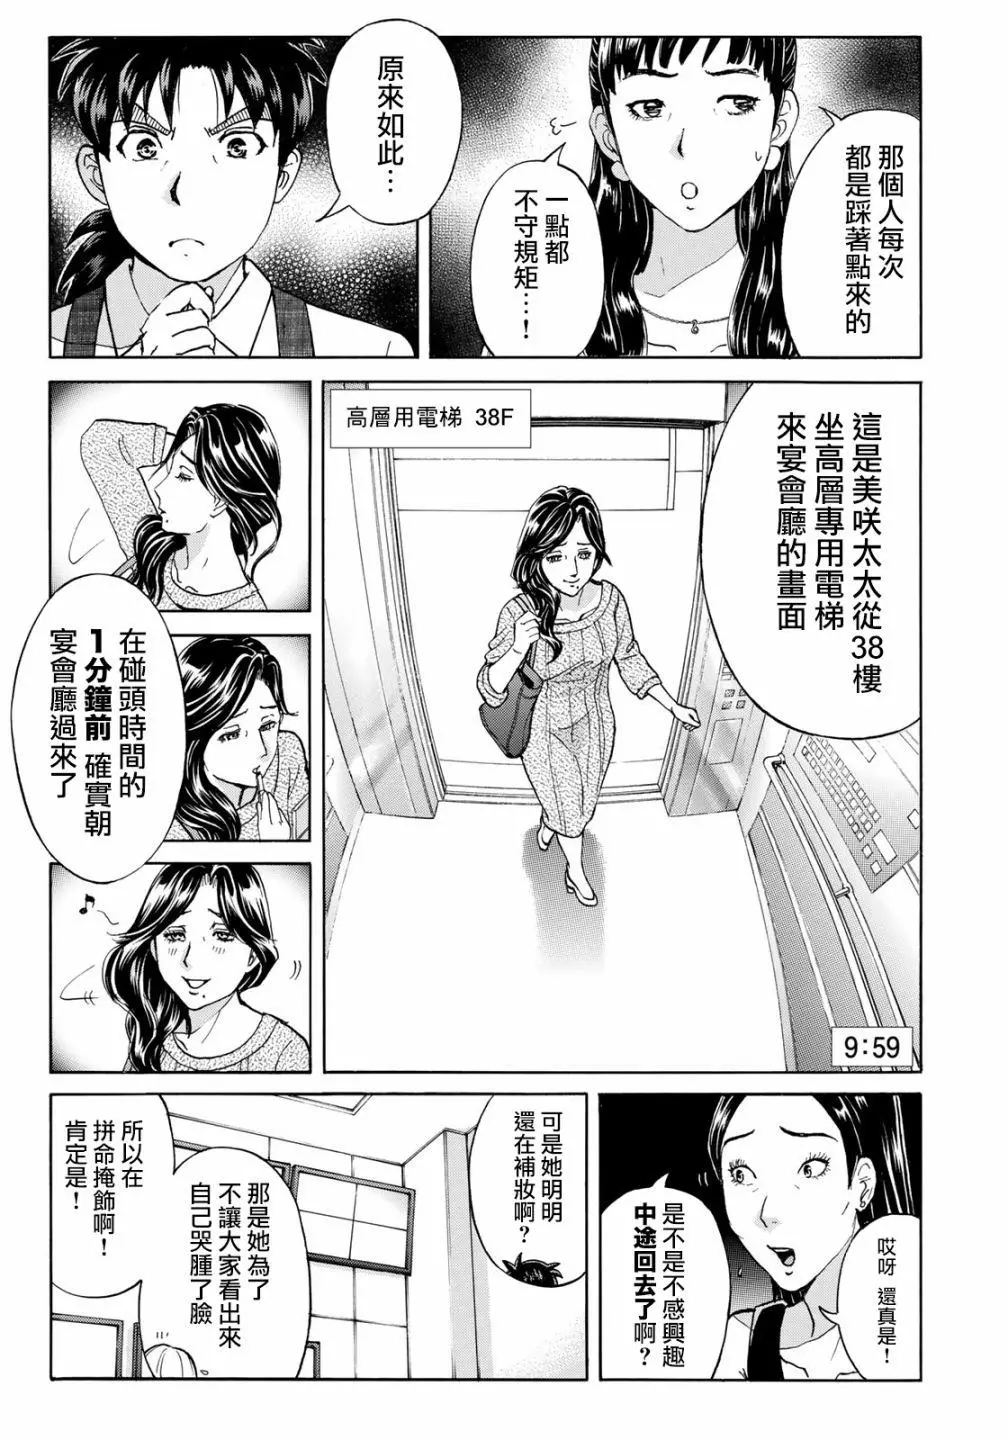 那個人每次
都是踩著點來的
一點都
不守規矩…!
原來如此…
這是美咲太太從38樓
坐高層專用電梯
來宴會廳的畫面
高層用電梯 38F
9:59
在碰頭時間的
1分鐘前 確實朝
宴會廳過來了
哎呀 還真是!
是不是不感興趣
中途回去了啊?
可是她明明
還在補妝啊?
那是她為了
不讓大家看出來
自己哭腫了臉
所以在
拼命掩飾啊!
肯定是!